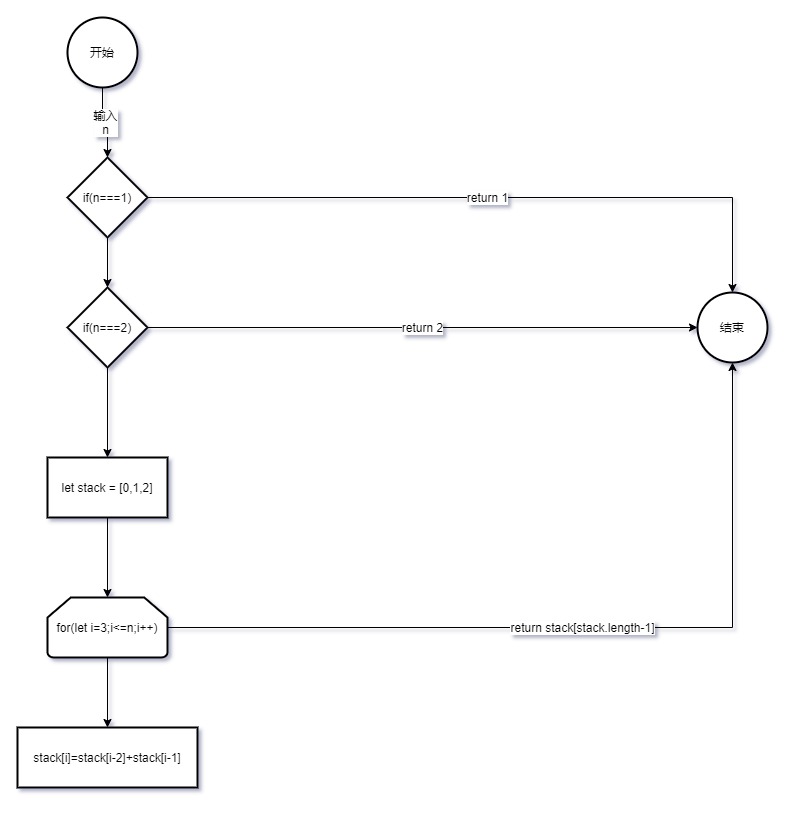 开始
输入
n
if(n===1)
return 1
if(n===2)
return 2
结束
let stack = [0,1,2]
for(let i=3;i<=n;i++)
return stack[stack.length-1]
stack[i]=stack[i-2]+stack[i-1]